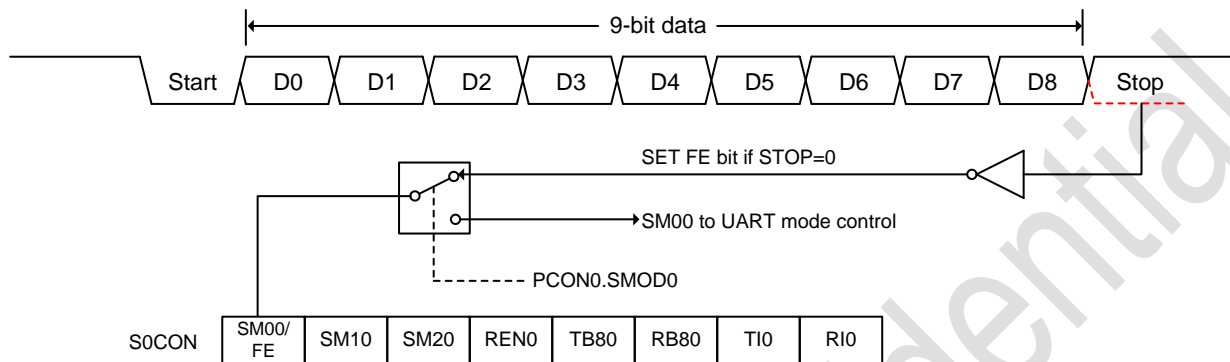 9-bit data
Start D0 D1 D2 D3 D4 D5 D6 D7 D8 Stop
SET FE bit if STOP=0
SM00 to UART mode control
PCON0.SMOD0
S0CON SM00/ FE SM10 SM20 REN0 TB80 RB80 TI0 RI0